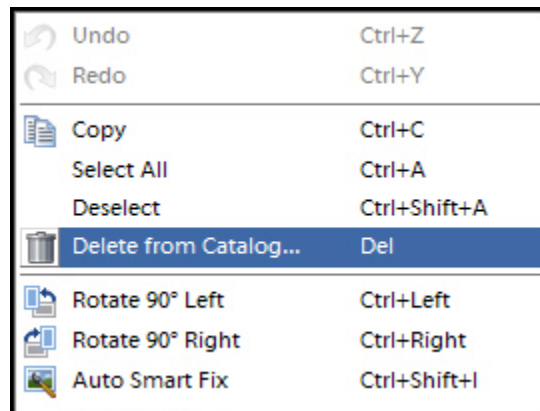 Undo Ctrl+Z
Redo Ctrl+Y
Copy Ctrl+C
Select All Ctrl+A
Deselect Ctrl+Shift+A
Delete from Catalog... Del
Rotate 90° Left Ctrl+Left
Rotate 90° Right Ctrl+Right
Auto Smart Fix Ctrl+Shift+I